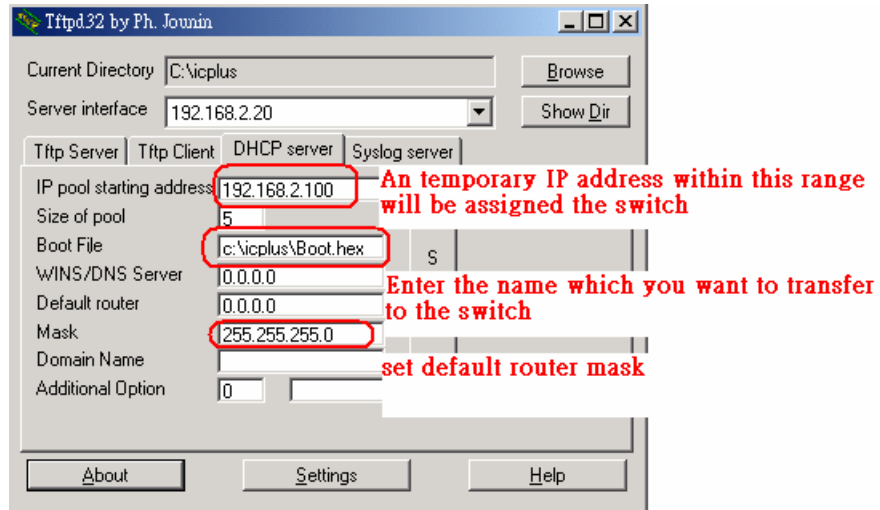 Tftpd32 by Ph. Jounin
Current Directory C:\icplus Browse
Server interface 192.168.2.20 Show Dir
Tftp Server Tftp Client DHCP server Syslog server
IP pool starting address 192.168.2.100
An temporary IP address within this range
will be assigned the switch
Size of pool 5
Boot File c:\icplus\Boot.hex S
WINS/DNS Server 0.0.0.0
Enter the name which you want to transfer
to the switch
Default router 0.0.0.0
Mask 255.255.255.0
set default router mask
Domain Name
Additional Option 0
About Settings Help